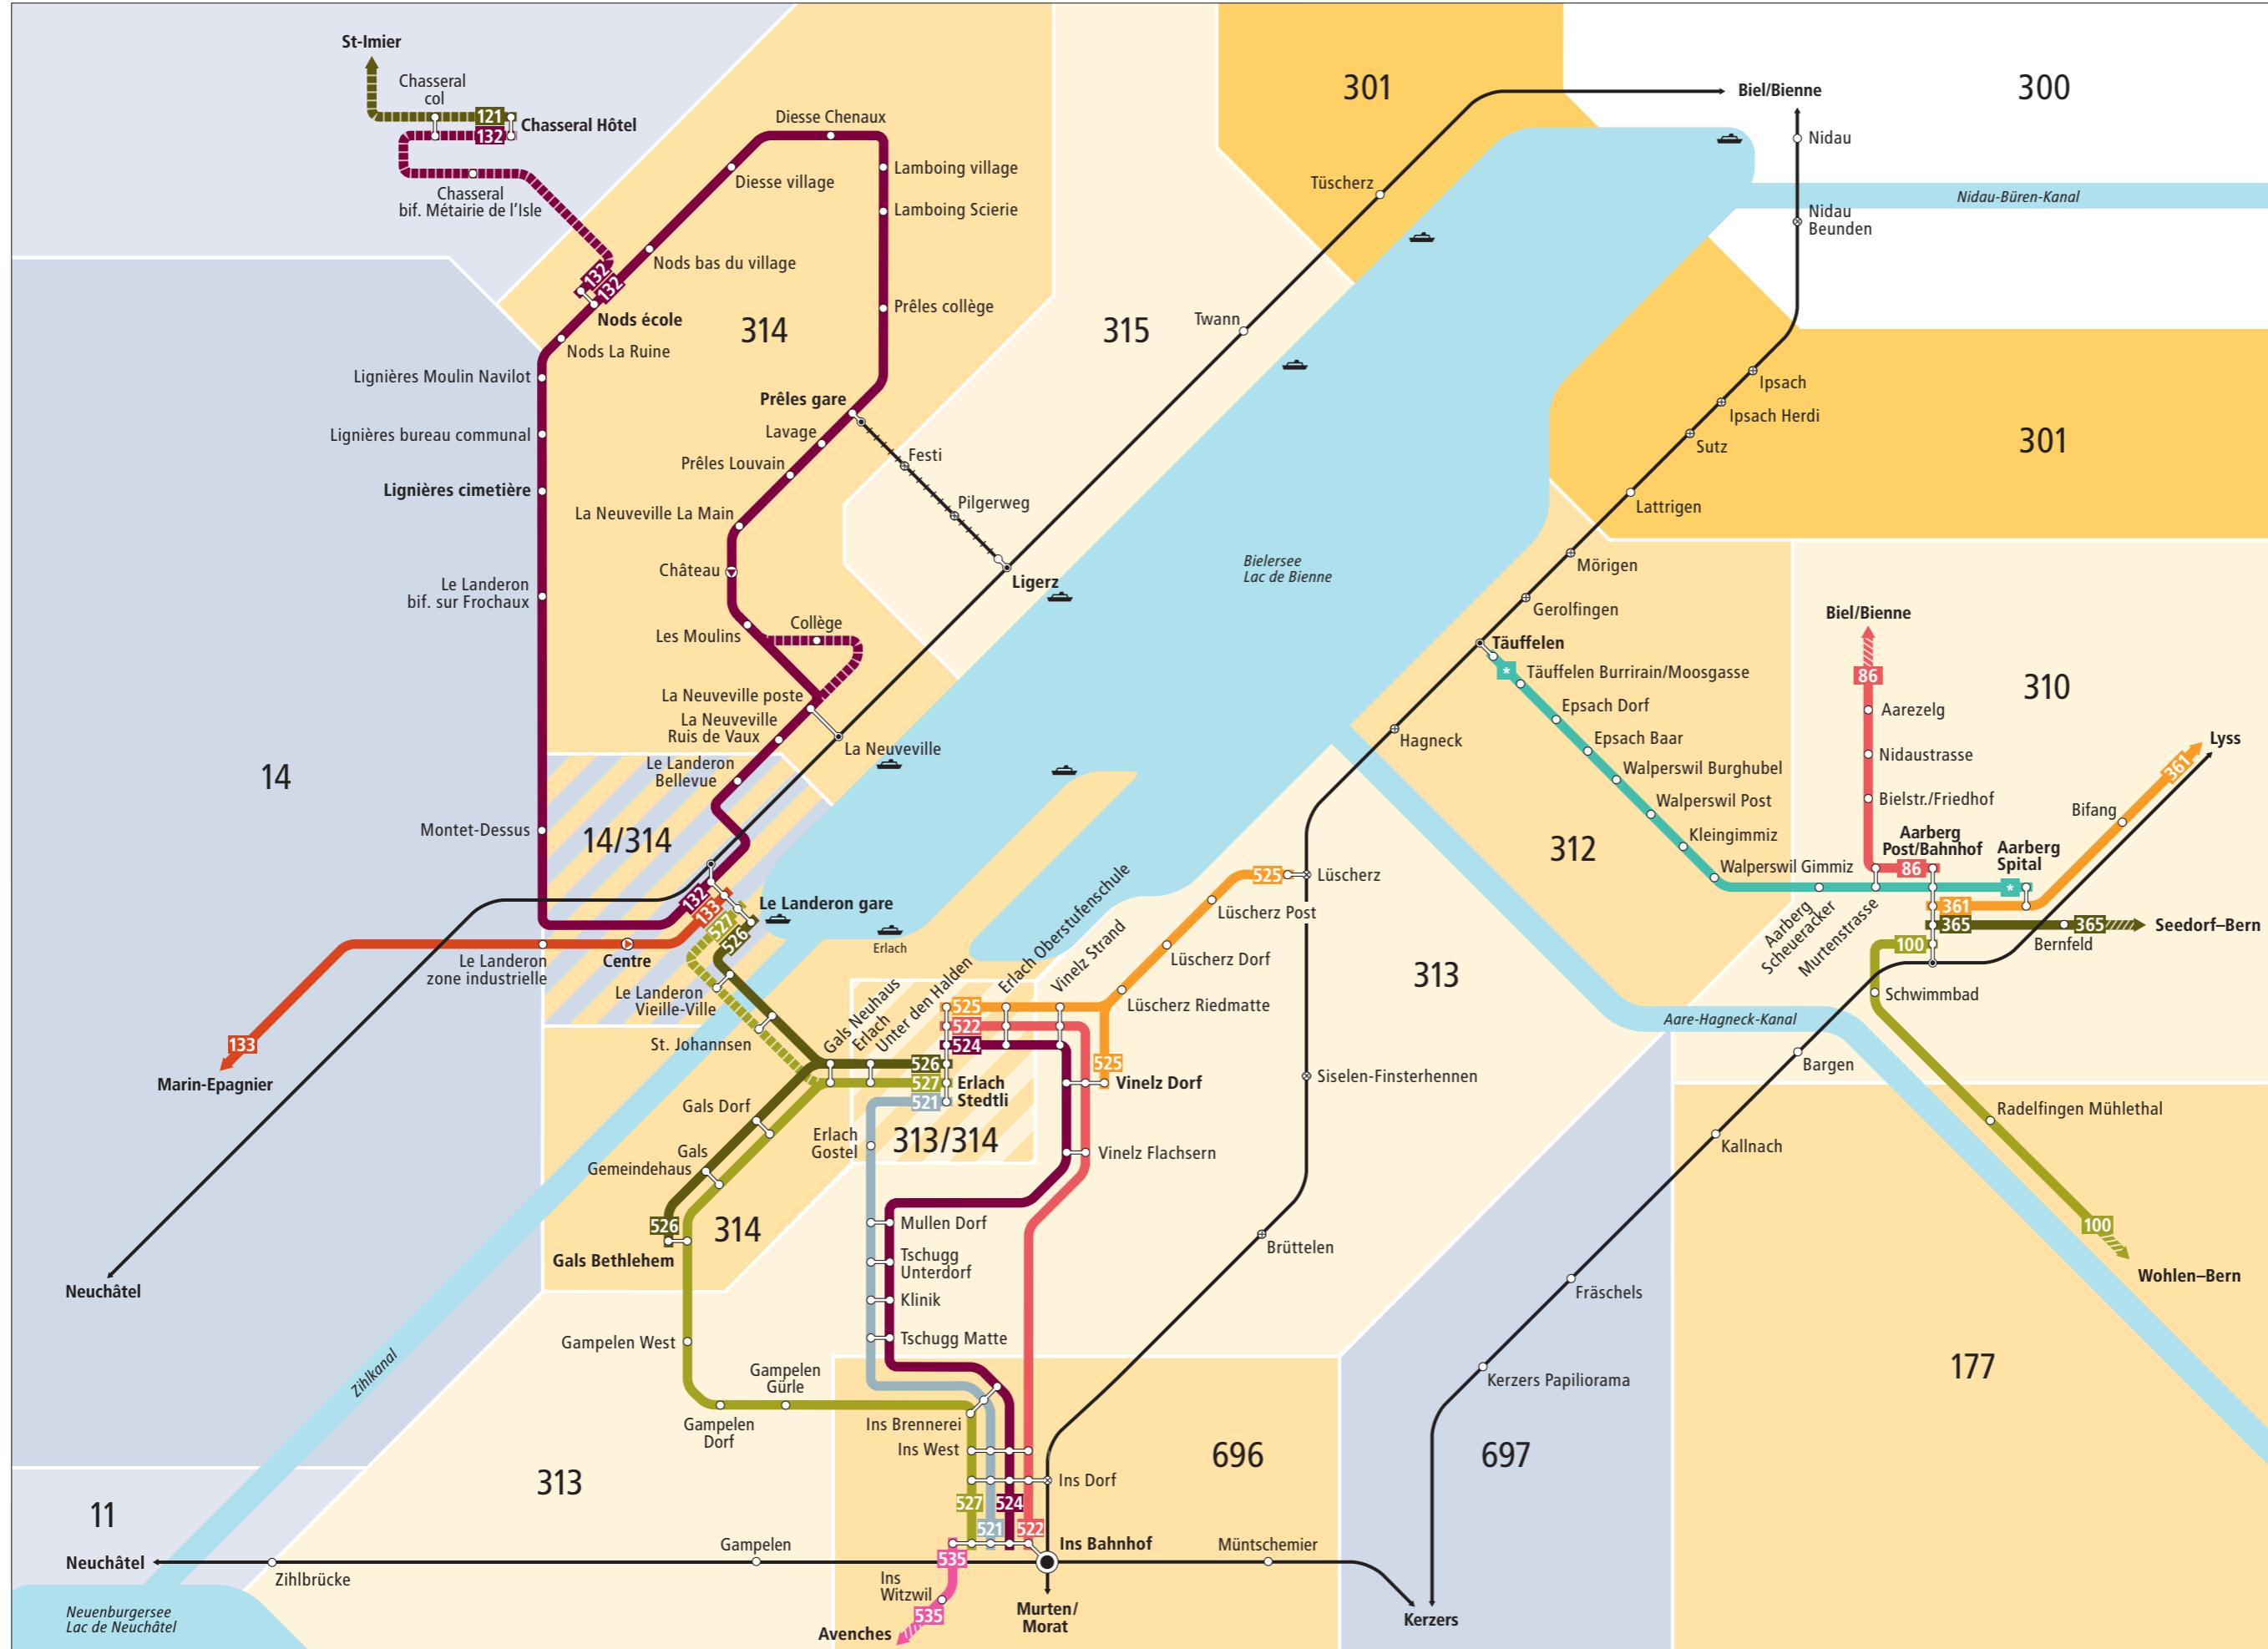 St-Imier
Chasseral
col
121
132
Chasseral Hôtel
Chasseral
bif. Métairie de l'Isle
132
132
Nods école
Nods La Ruine
Nods bas du village
Diesse village
Diesse Chenaux
Lamboing village
Lamboing Scierie
Prêles collège
314
315
301
300
Biel/Bienne
Nidau
Nidau-Büren-Kanal
Nidau
Beunden
Tüscherz
Twann
Ipsach
Ipsach Herdi
Sutz
301
Lattrigen
Mörigen
Gerolfingen
Täuffelen
Hagneck
Lignières Moulin Navilot
Lignières bureau communal
Lignières cimetière
Le Landeron
bif. sur Frochaux
Montet-Dessus
14
Prêles gare
Lavage
Prêles Louvain
La Neuveville La Main
Château
Les Moulins
Collège
La Neuveville poste
La Neuveville
Ruis de Vaux
La Neuveville
Le Landeron
Bellevue
14/314
Festi
Pilgerweg
Ligerz
Bielersee
Lac de Bienne
*
Täuffelen Burrirain/Moosgasse
Epsach Dorf
Epsach Baar
Walperswil Burghubel
Walperswil Post
Kleingimmiz
Walperswil Gimmiz
312
Biel/Bienne
86
Aarezelg
Nidaustrasse
Bielstr./Friedhof
310
Lyss
361
Bifang
Aarberg
Post/Bahnhof
Aarberg
Spital
86
*
361
365
365
Seedorf–Bern
Bernfeld
100
Aarberg
Scheueräcker
Murtenstrasse
Schwimmbad
Bargen
Aare-Hagneck-Kanal
Radelfingen Mühlethal
100
Wohlen–Bern
177
Kallnach
Fräschels
Kerzers Papiliorama
697
Kerzers
132
133
527
526
Le Landeron gare
Erlach
Le Landeron
zone industrielle
Centre
133
Marin-Epagnier
Neuchâtel
Le Landeron
Vieille-Ville
St. Johannsen
Gals Neuhaus
Erlach
Unter den Halden
Erlach Oberstufenschule
Vinelz Strand
525
522
524
526
527
521
Erlach
Stedtli
313/314
Erlach
Gostel
525
Lüscherz
Lüscherz Post
Lüscherz Dorf
Lüscherz Riedmatte
525
Vinelz Dorf
Vinelz Flachsern
313
Siselen-Finsterhennen
Brüttelen
Gals Dorf
Gals
Gemeindehaus
526
Gals Bethlehem
314
Mullen Dorf
Tschugg
Unterdorf
Klinik
Tschugg Matte
Gampelen West
Gampelen
Gürle
Gampelen
Dorf
Ins Brennerei
Ins West
Ins Dorf
696
527
524
521
522
Ins Bahnhof
535
Ins
Witzwil
535
Avenches
Murten/
Morat
Müntschemier
Zihlkanal
313
11
Neuchâtel
Zihlbrücke
Gampelen
Neuenburgersee
Lac de Neuchâtel